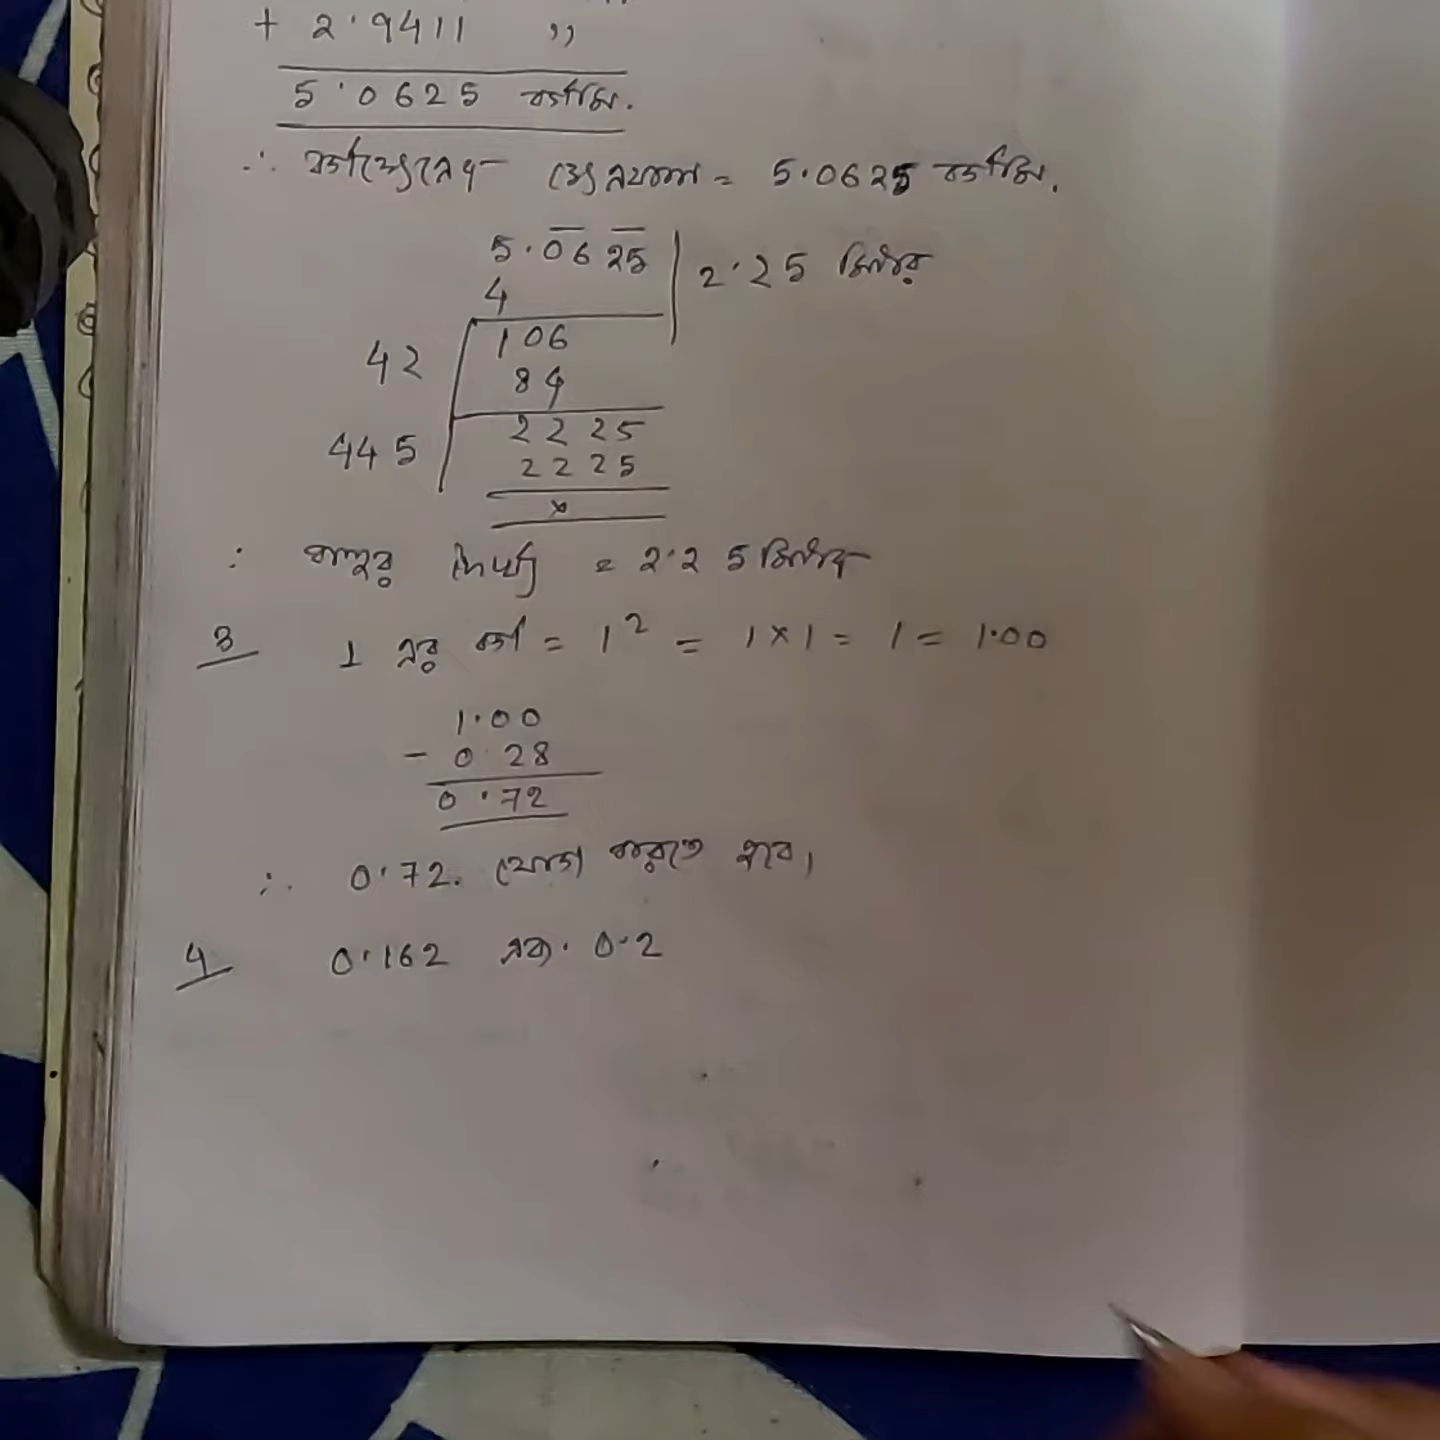 + 2.9411 ,,
5.0625 বর্গমি.
∴ বর্গক্ষেত্রের ক্ষেত্রফল = 5.0625 বর্গমি.
5.06 25 | 2.25 মিটার
4
42 | 106
84
445 | 2225
2225
x
∴ বাহুর দৈর্ঘ্য = 2.25 মিটার
3 1 এর বর্গ = 1² = 1 × 1 = 1 = 1.00
1.00
- 0.28
0.72
∴ 0.72. যোগ করতে হবে।
4 0.162 এবং 0.2